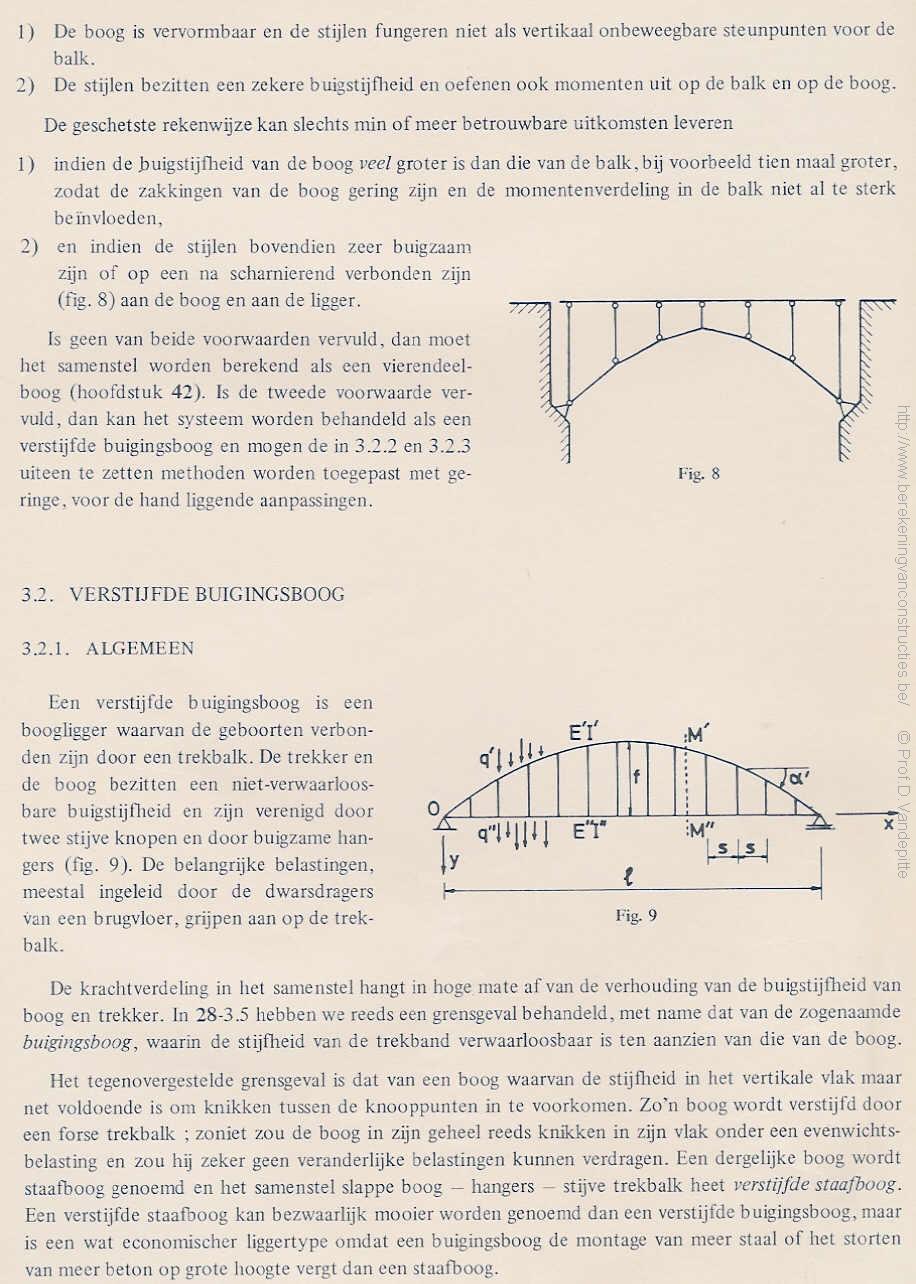 1) De boog is vervormbaar en de stijlen fungeren niet als vertikaal onbeweegbare steunpunten voor de
balk.
2) De stijlen bezitten een zekere buigstijfheid en oefenen ook momenten uit op de balk en op de boog.
De geschetste rekenwijze kan slechts min of meer betrouwbare uitkomsten leveren
1) indien de buigstijfheid van de boog veel groter is dan die van de balk, bij voorbeeld tien maal groter,
zodat de zakkingen van de boog gering zijn en de momentenverdeling in de balk niet al te sterk
beïnvloeden,
2) en indien de stijlen bovendien zeer buigzaam
zijn of op een na scharnierend verbonden zijn
(fig. 8) aan de boog en aan de ligger.
Is geen van beide voorwaarden vervuld, dan moet
het samenstel worden berekend als een vierendeel-
boog (hoofdstuk 42). Is de tweede voorwaarde ver-
vuld, dan kan het systeem worden behandeld als een
verstijfde buigingsboog en mogen de in 3.2.2 en 3.2.3
uiteen te zetten methoden worden toegepast met ge-
ringe, voor de hand liggende aanpassingen.
Fig. 8
3.2. VERSTIJFDE BUIGINGSBOOG
3.2.1. ALGEMEEN
Een verstijfde buigingsboog is een
boogligger waarvan de geboorten verbon-
den zijn door een trekbalk. De trekker en
de boog bezitten een niet-verwaarloos-
bare buigstijfheid en zijn verenigd door
twee stijve knopen en door buigzame han-
gers (fig. 9). De belangrijke belastingen,
meestal ingeleid door de dwarsdragers
van een brugvloer, grijpen aan op de trek-
balk.
E'I'
M'
q'
f
α'
O
q"
E"I"
M"
x
s s
y
ℓ
Fig. 9
De krachtverdeling in het samenstel hangt in hoge mate af van de verhouding van de buigstijfheid van
boog en trekker. In 28-3.5 hebben we reeds een grensgeval behandeld, met name dat van de zogenaamde
buigingsboog, waarin de stijfheid van de trekband verwaarloosbaar is ten aanzien van die van de boog.
Het tegenovergestelde grensgeval is dat van een boog waarvan de stijfheid in het vertikale vlak maar
net voldoende is om knikken tussen de knooppunten in te voorkomen. Zo'n boog wordt verstijfd door
een forse trekbalk ; zoniet zou de boog in zijn geheel reeds knikken in zijn vlak onder een evenwichts-
belasting en zou hij zeker geen veranderlijke belastingen kunnen verdragen. Een dergelijke boog wordt
staafboog genoemd en het samenstel slappe boog – hangers – stijve trekbalk heet verstijfde staafboog.
Een verstijfde staafboog kan bezwaarlijk mooier worden genoemd dan een verstijfde buigingsboog, maar
is een wat economischer liggertype omdat een buigingsboog de montage van meer staal of het storten
van meer beton op grote hoogte vergt dan een staafboog.
http://www.berekeningvanconstructies.be/ © Prof.D.Vandepitte